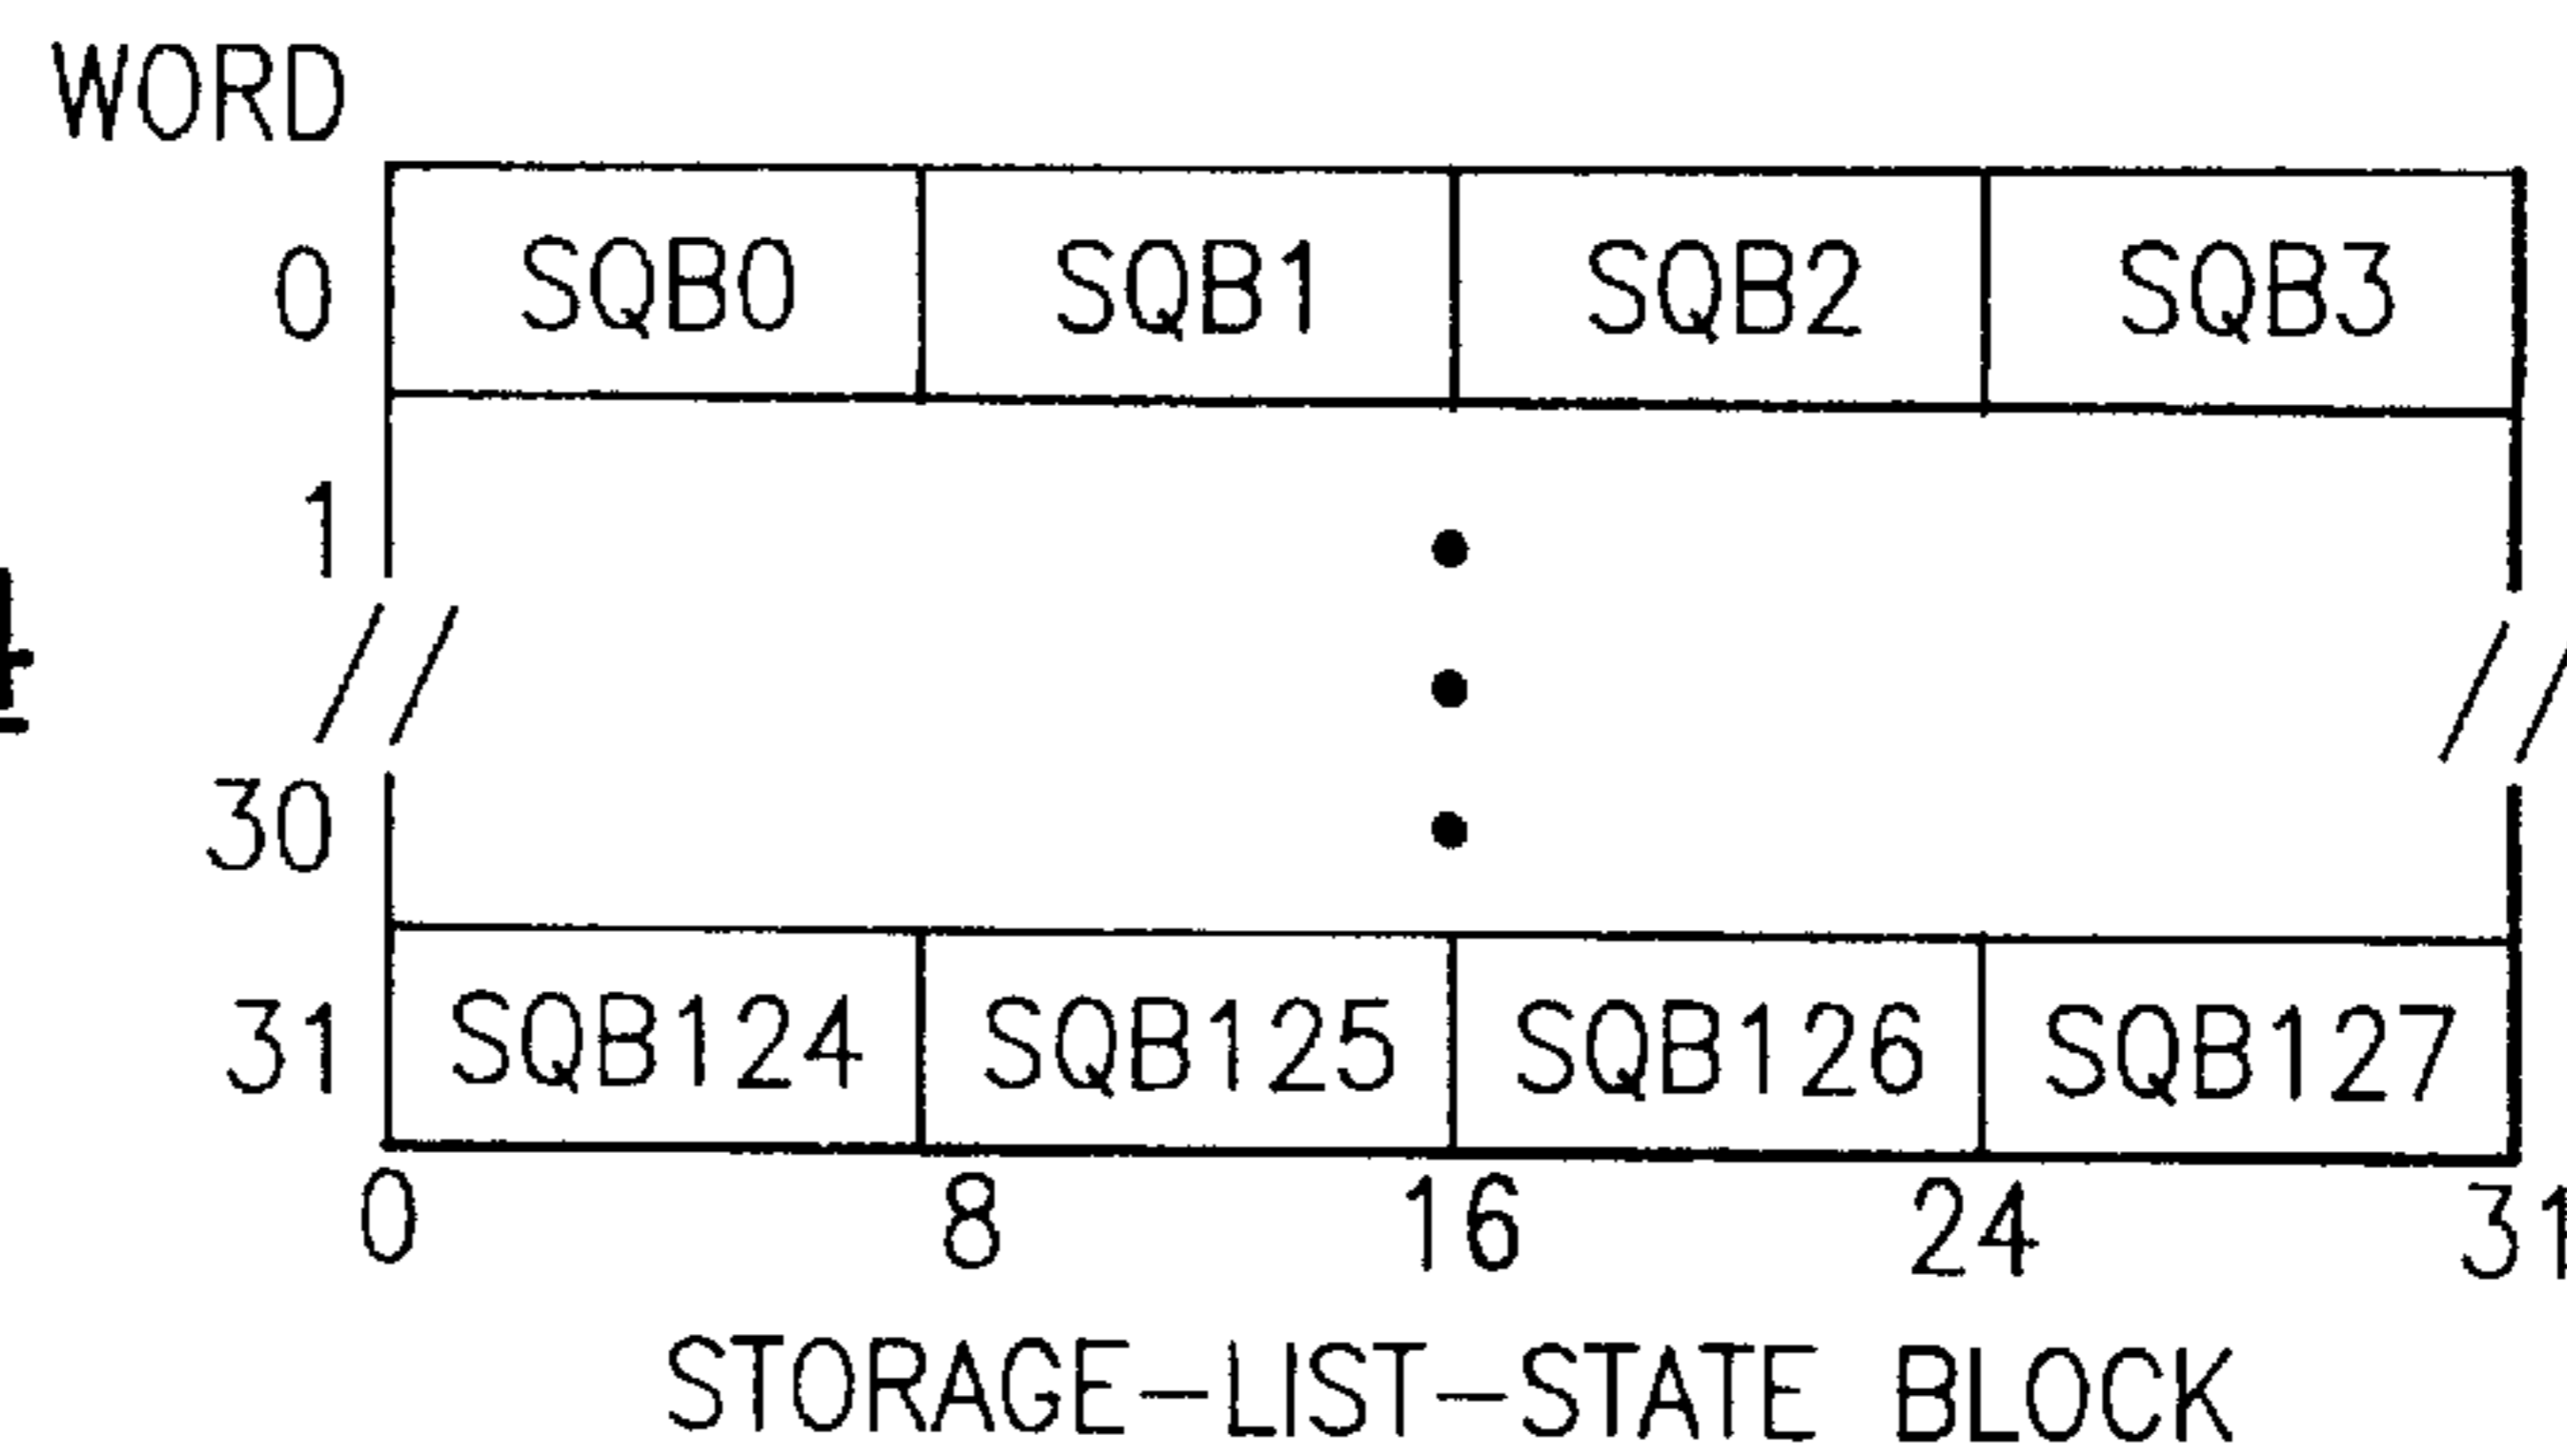 WORD
0 SQB0 SQB1 SQB2 SQB3
1
30
31 SQB124 SQB125 SQB126 SQB127
0 8 16 24 31
STORAGE-LIST-STATE BLOCK